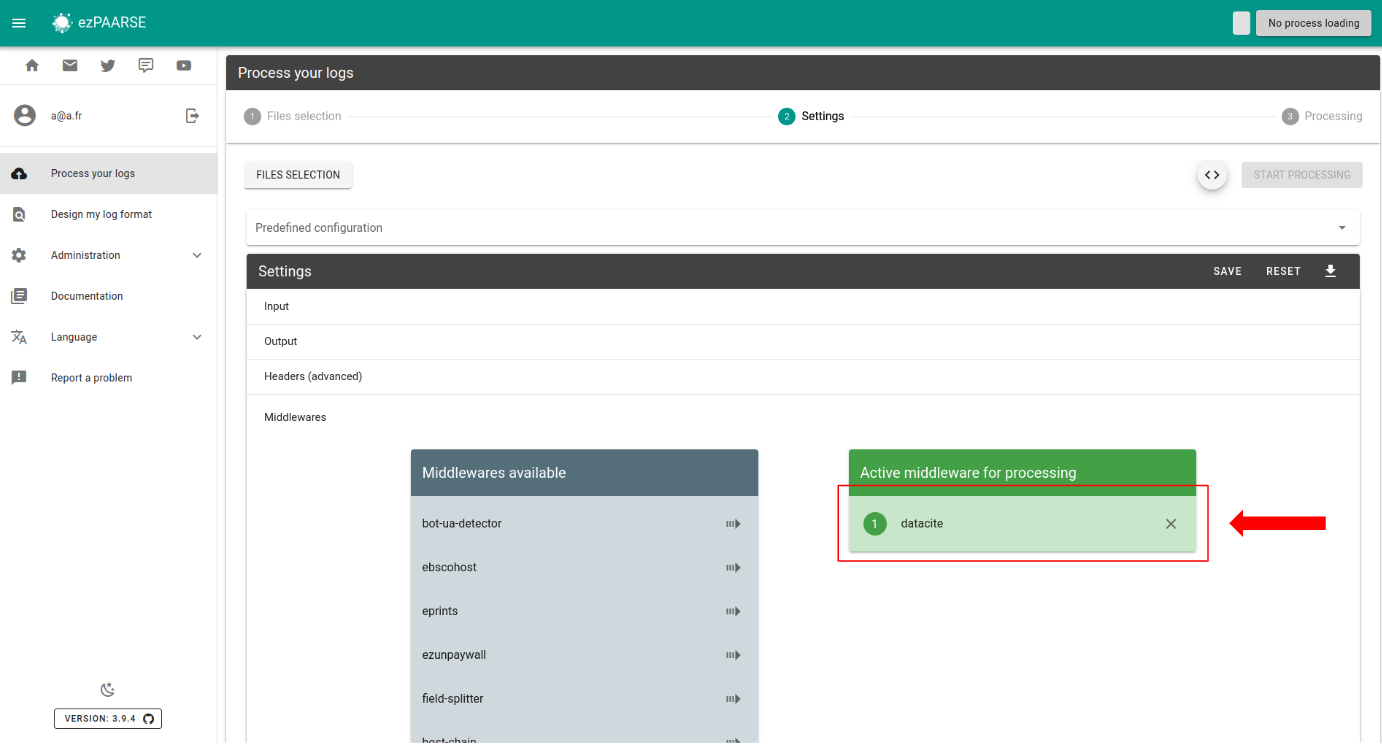 ezPAARSE
No process loading
a@a.fr
Process your logs
Design my log format
Administration
Documentation
Language
Report a problem
VERSION: 3.9.4
Process your logs
1 Files selection
2 Settings
3 Processing
FILES SELECTION
START PROCESSING
Predefined configuration
Settings
SAVE RESET
Input
Output
Headers (advanced)
Middlewares
Middlewares available
bot-ua-detector
ebscohost
eprints
ezunpaywall
field-splitter
host-chain
Active middleware for processing
1 datacite